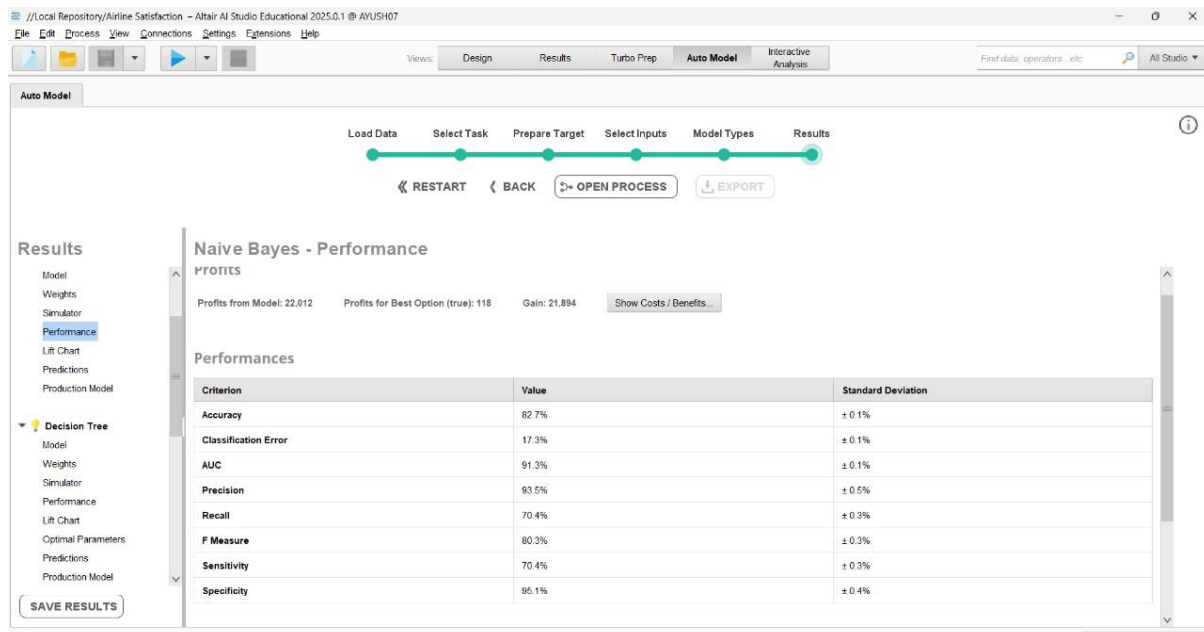 //Local Repository/Airline Satisfaction – Altair AI Studio Educational 2025.0.1 @ AYUSH07
File Edit Process View Connections Settings Extensions Help
Views: Design Results Turbo Prep Auto Model Interactive Analysis
Find data, operators...etc All Studio
Auto Model
Load Data Select Task Prepare Target Select Inputs Model Types Results
RESTART BACK OPEN PROCESS EXPORT
Results
Model
Weights
Simulator
Performance
Lift Chart
Predictions
Production Model
Decision Tree
Model
Weights
Simulator
Performance
Lift Chart
Optimal Parameters
Predictions
Production Model
SAVE RESULTS
Naive Bayes - Performance
Profits
Profits from Model: 22,012 Profits for Best Option (true): 118 Gain: 21,894 Show Costs / Benefits...
Performances
Criterion Value Standard Deviation
Accuracy 82.7% ± 0.1%
Classification Error 17.3% ± 0.1%
AUC 91.3% ± 0.1%
Precision 93.5% ± 0.5%
Recall 70.4% ± 0.3%
F Measure 80.3% ± 0.3%
Sensitivity 70.4% ± 0.3%
Specificity 95.1% ± 0.4%